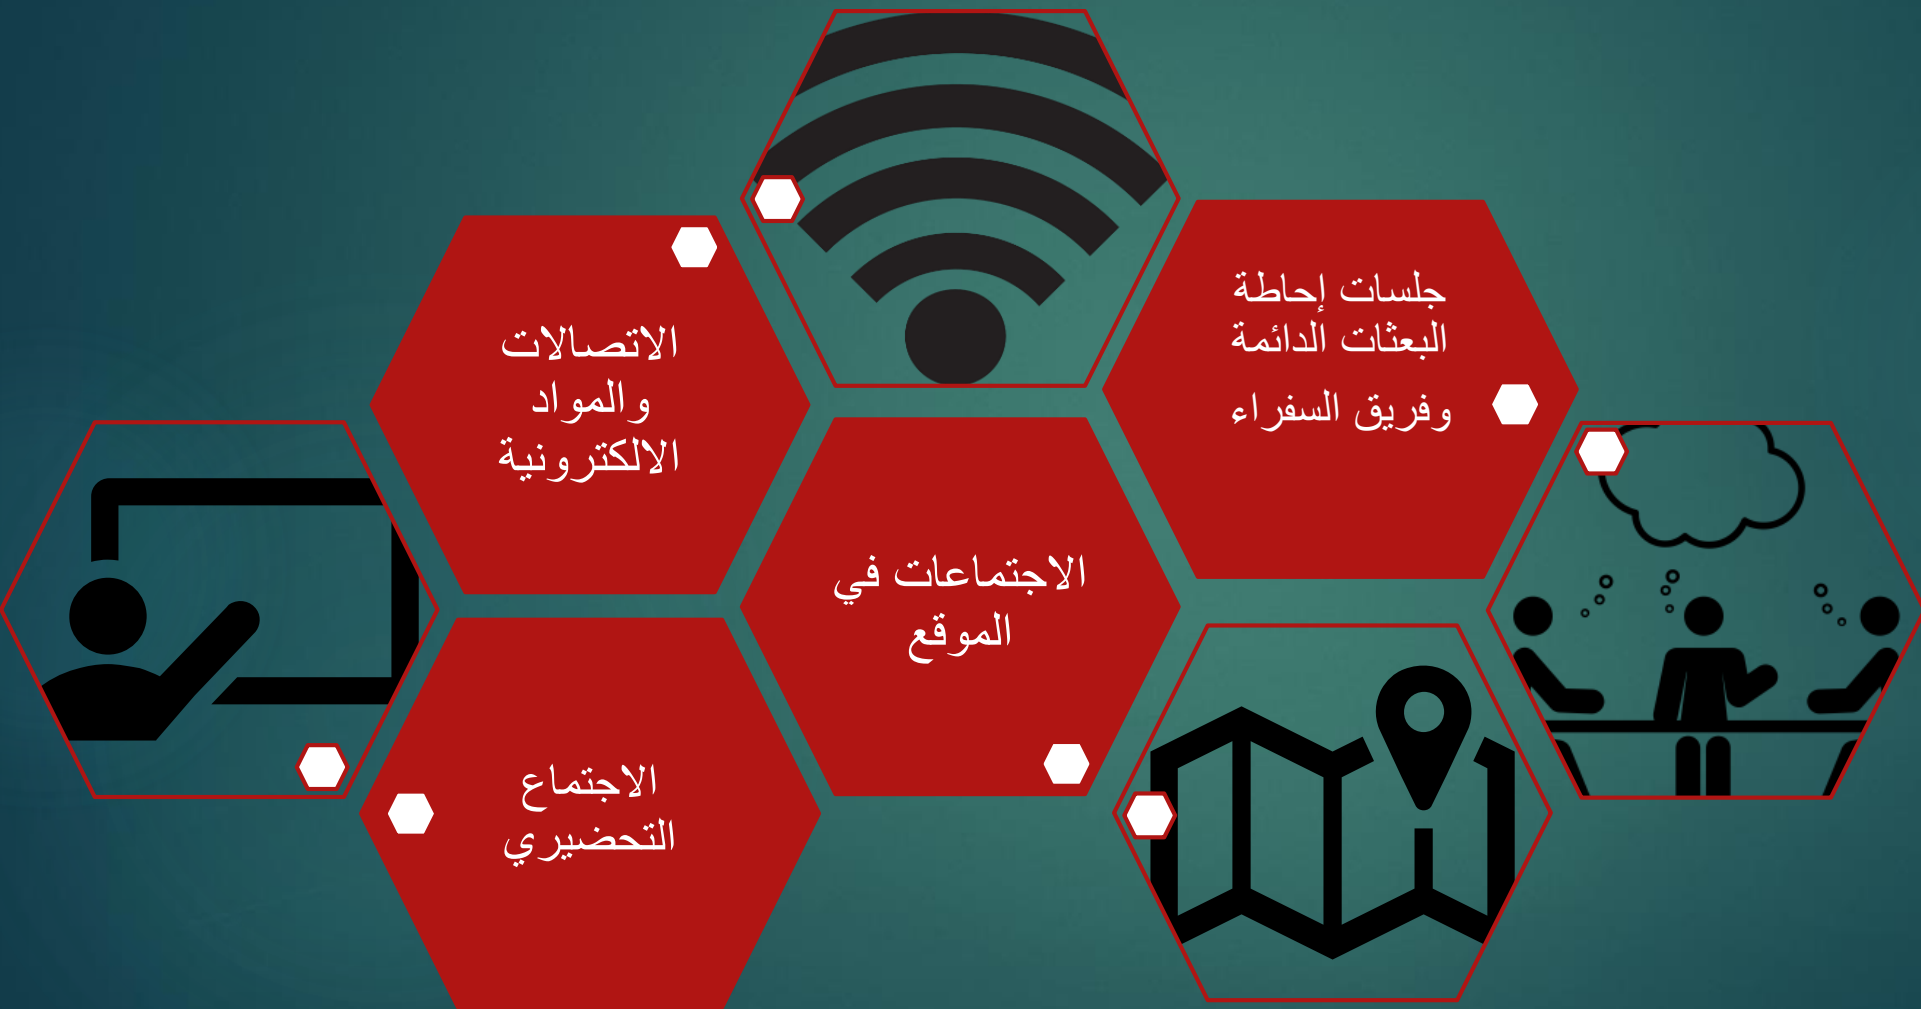 جلسات إحاطة
البعثات الدائمة
وفريق السفراء
الاتصالات
والمواد
الالكترونية
الاجتماعات في
الموقع
الاجتماع
التحضيري